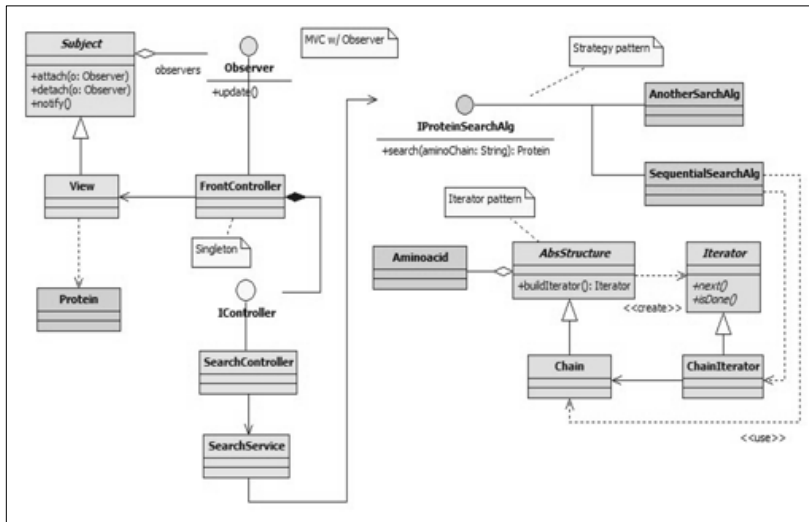 Subject
+attach(o: Observer)
+detach(o: Observer)
+notify()
observers
Observer
+update()
MVC w/ Observer
Strategy pattern
IProteinSearchAlg
+search(aminoChain: String): Protein
AnotherSarchAlg
SequentialSearchAlg
View
FrontController
Singleton
Protein
IController
SearchController
SearchService
Iterator pattern
Aminoacid
AbsStructure
+buildIterator(): Iterator
Iterator
+next()
+isDone()
<<create>>
Chain
ChainIterator
<<use>>